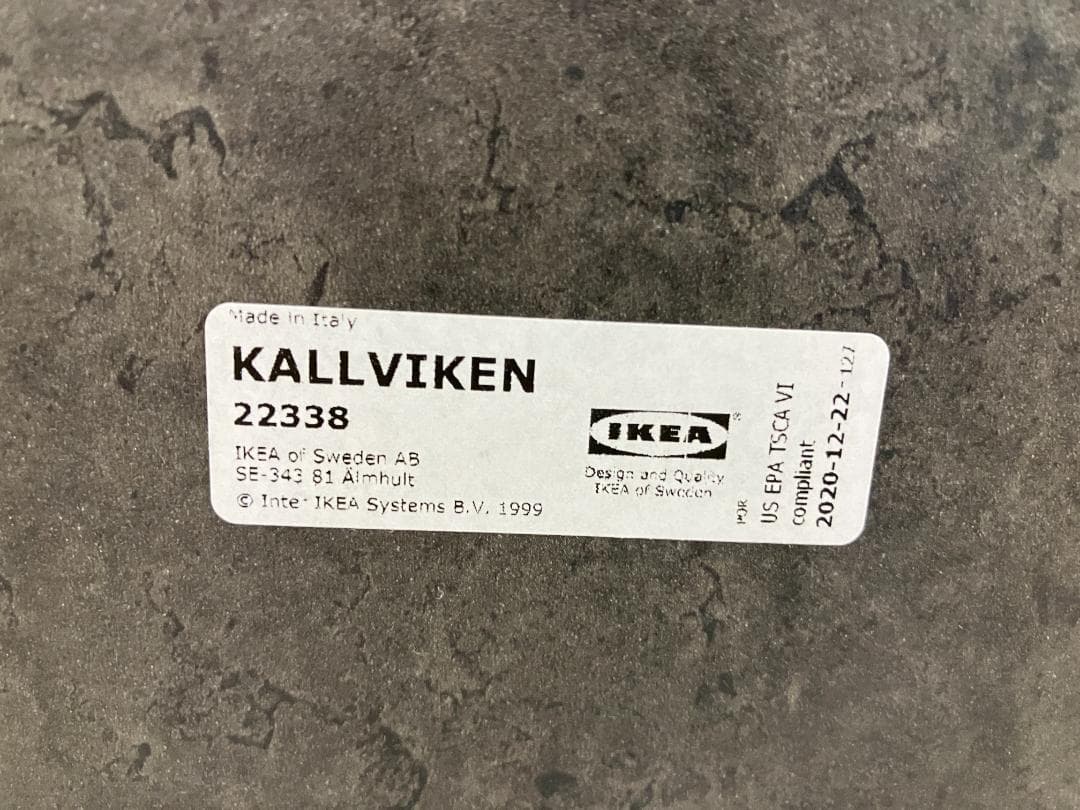 Made in Italy
KALLVIKEN
22338
IKEA of Sweden AB
SE-343 81 Älmhult
© Inter IKEA Systems B.V. 1999
IKEA®
Design and Quality
IKEA of Sweden
POR
US EPA TSCA VI
compliant
2020-12-22-127